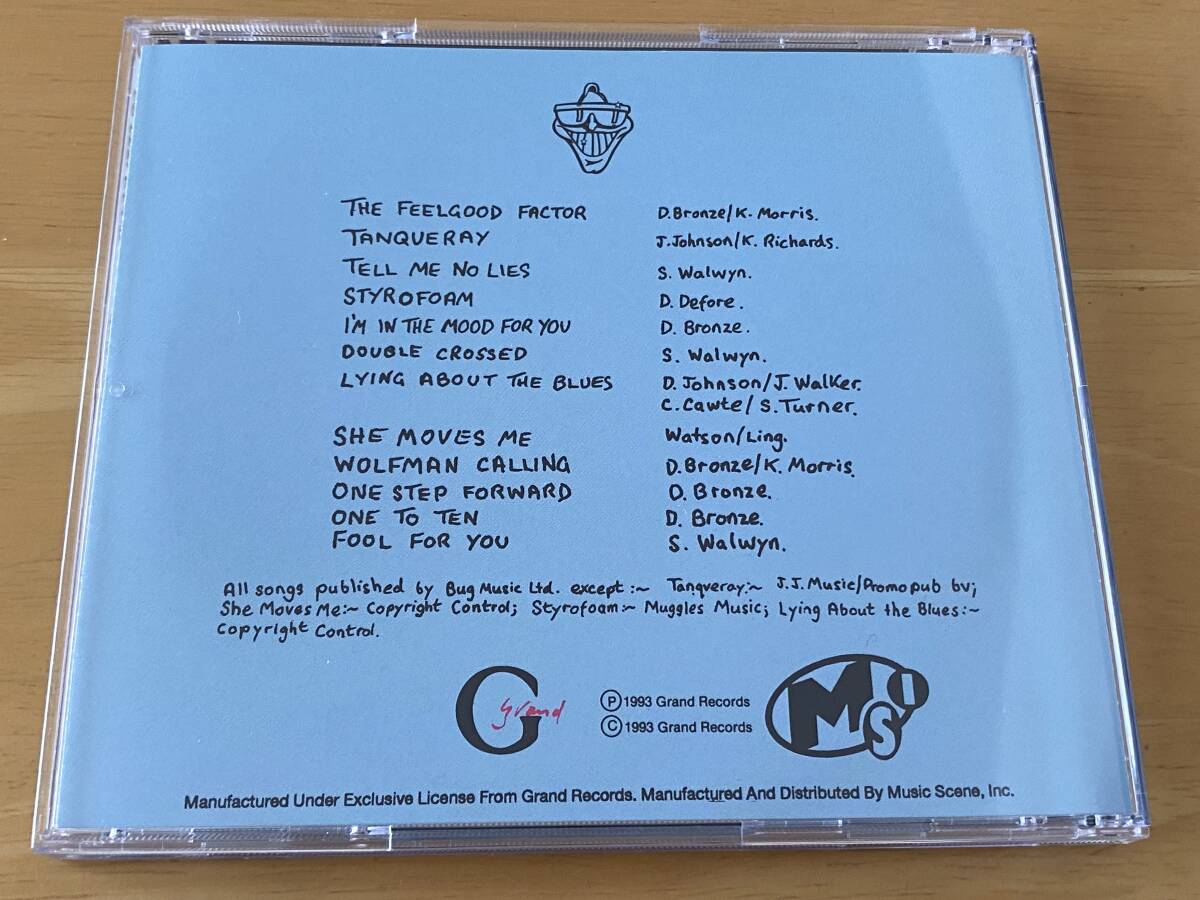 THE FEELGOOD FACTOR D. Bronze/K. Morris.
TANQUERAY J. Johnson/K. Richards.
TELL ME NO LIES S. Walwyn.
STYROFOAM D. Defore.
I'M IN THE MOOD FOR YOU D. Bronze.
DOUBLE CROSSED S. Walwyn.
LYING ABOUT THE BLUES D. Johnson/J. Walker.
C. Cawte/S. Turner.
SHE MOVES ME Watson/Ling.
WOLFMAN CALLING D. Bronze/K. Morris.
ONE STEP FORWARD D. Bronze.
ONE TO TEN D. Bronze.
FOOL FOR YOU S. Walwyn.
All songs published by Bug Music Ltd. except:~ Tanqueray:~ J.J. Music/Promopub bv;
She Moves Me:~ Copyright Control; Styrofoam:~ Muggles Music; Lying About the Blues:~
Copyright Control.
G grand
Ⓟ 1993 Grand Records
© 1993 Grand Records
MSI
Manufactured Under Exclusive License From Grand Records. Manufactured And Distributed By Music Scene, Inc.